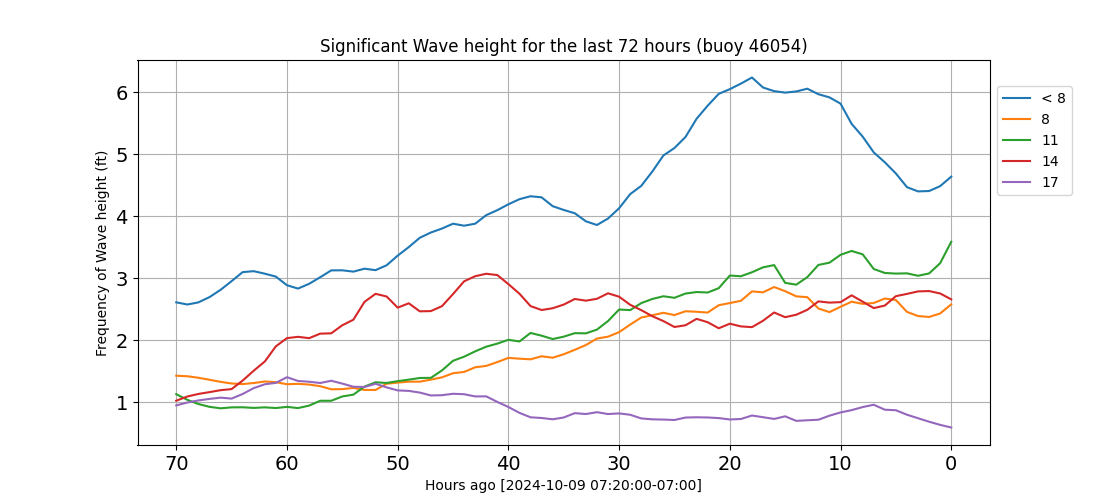 Significant Wave height for the last 72 hours (buoy 46054)
Frequency of Wave height (ft)
6
5
4
3
2
1
70 60 50 40 30 20 10 0
Hours ago [2024-10-09 07:20:00-07:00]
< 8
8
11
14
17